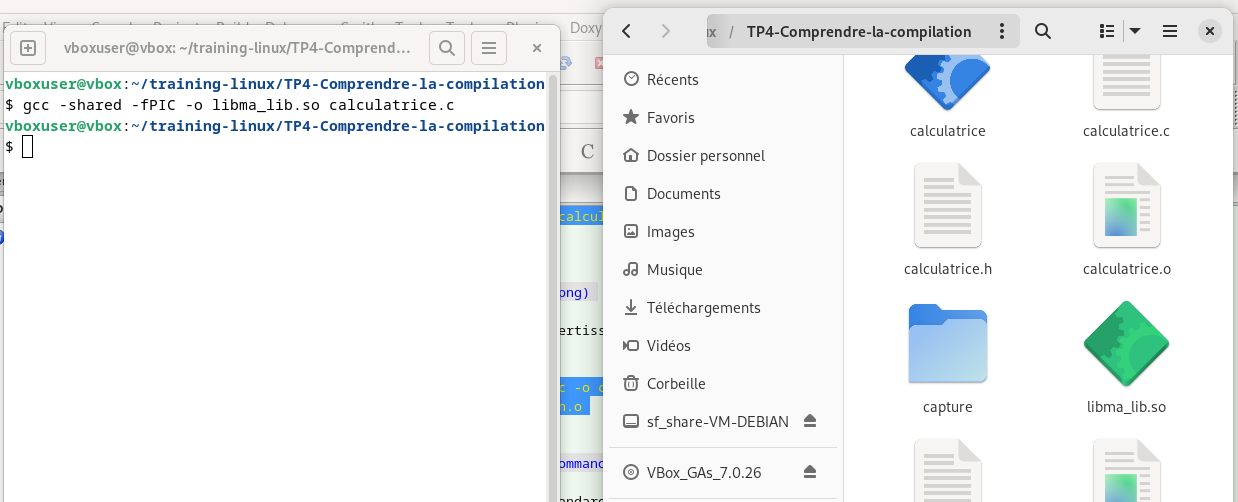 Doxy
vboxuser@vbox: ~/training-linux/TP4-Comprend...
vboxuser@vbox:~/training-linux/TP4-Comprendre-la-compilation
$ gcc -shared -fPIC -o libma_lib.so calculatrice.c
vboxuser@vbox:~/training-linux/TP4-Comprendre-la-compilation
$
C
calcul
png)
ertiss
c -o c
n.o
ommand
/ TP4-Comprendre-la-compilation
Récents
Favoris
Dossier personnel
Documents
Images
Musique
Téléchargements
Vidéos
Corbeille
sf_share-VM-DEBIAN
VBox_GAs_7.0.26
calculatrice
calculatrice.c
calculatrice.h
calculatrice.o
capture
libma_lib.so